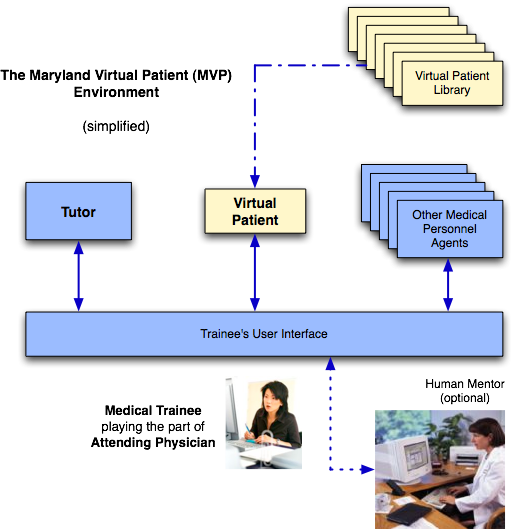 The Maryland Virtual Patient (MVP)
Environment
(simplified)
Virtual Patient
Library
Tutor
Virtual
Patient
Other Medical
Personnel
Agents
Trainee's User Interface
Medical Trainee
playing the part of
Attending Physician
Human Mentor
(optional)